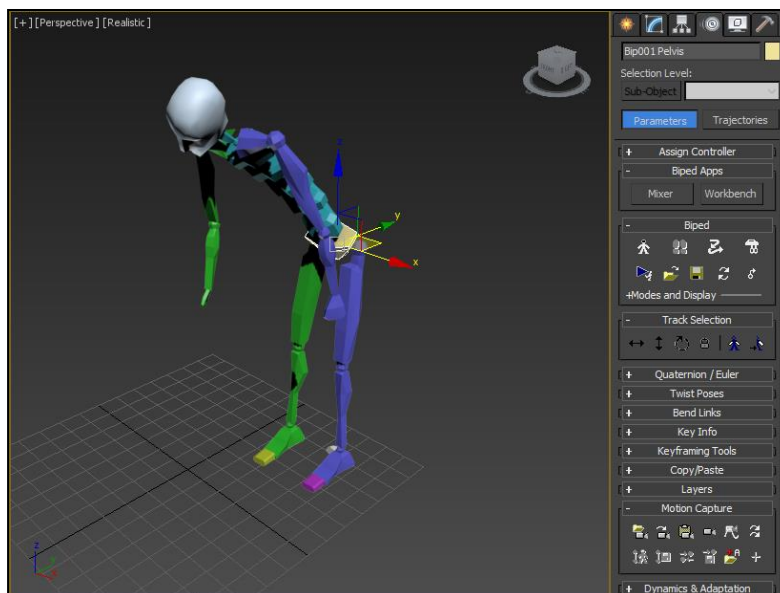 [+] [Perspective] [Realistic]
z
y
x
Bip001 Pelvis
Selection Level:
Sub-Object
Parameters Trajectories
+ Assign Controller
- Biped Apps
Mixer Workbench
- Biped
+Modes and Display
- Track Selection
+ Quaternion / Euler
+ Twist Poses
+ Bend Links
+ Key Info
+ Keyframing Tools
+ Copy/Paste
+ Layers
- Motion Capture
+ Dynamics & Adaptation
z
x